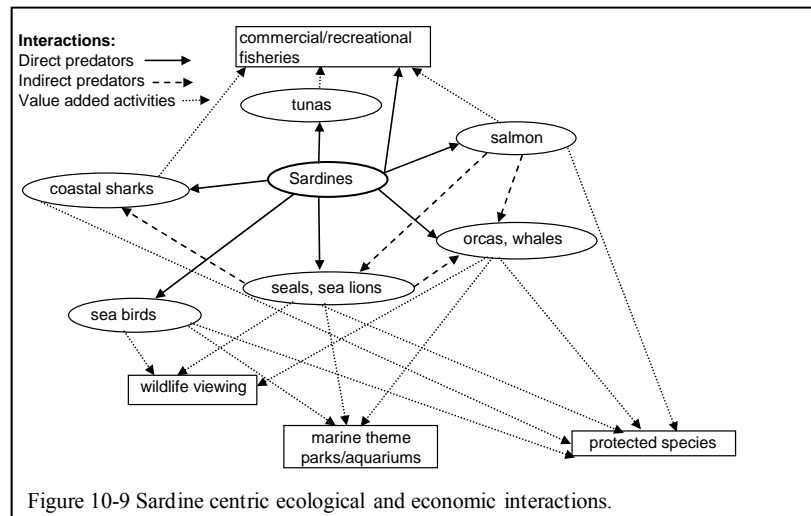 Interactions:
Direct predators
Indirect predators
Value added activities
commercial/recreational
fisheries
tunas
salmon
Sardines
coastal sharks
orcas, whales
seals, sea lions
sea birds
wildlife viewing
marine theme
parks/aquariums
protected species
Figure 10-9 Sardine centric ecological and economic interactions.